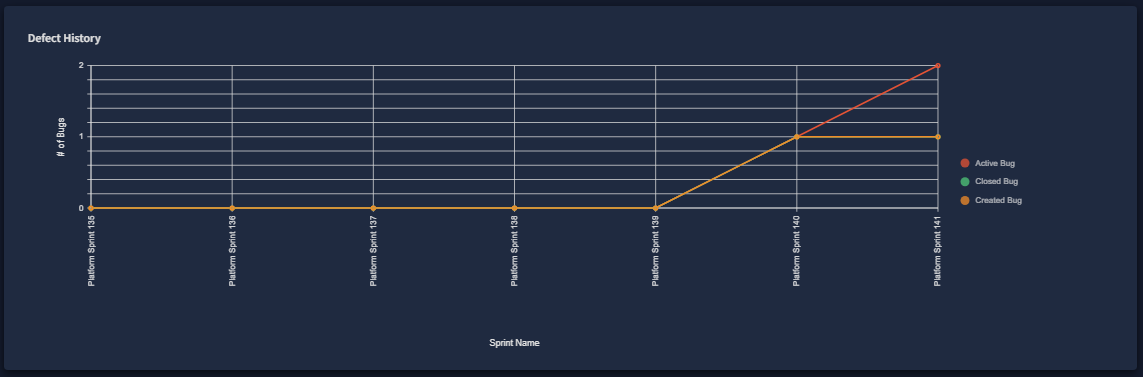 Defect History
2
1
0
# of Bugs
Platform Sprint 135
Platform Sprint 136
Platform Sprint 137
Platform Sprint 138
Platform Sprint 139
Platform Sprint 140
Platform Sprint 141
Sprint Name
Active Bug
Closed Bug
Created Bug